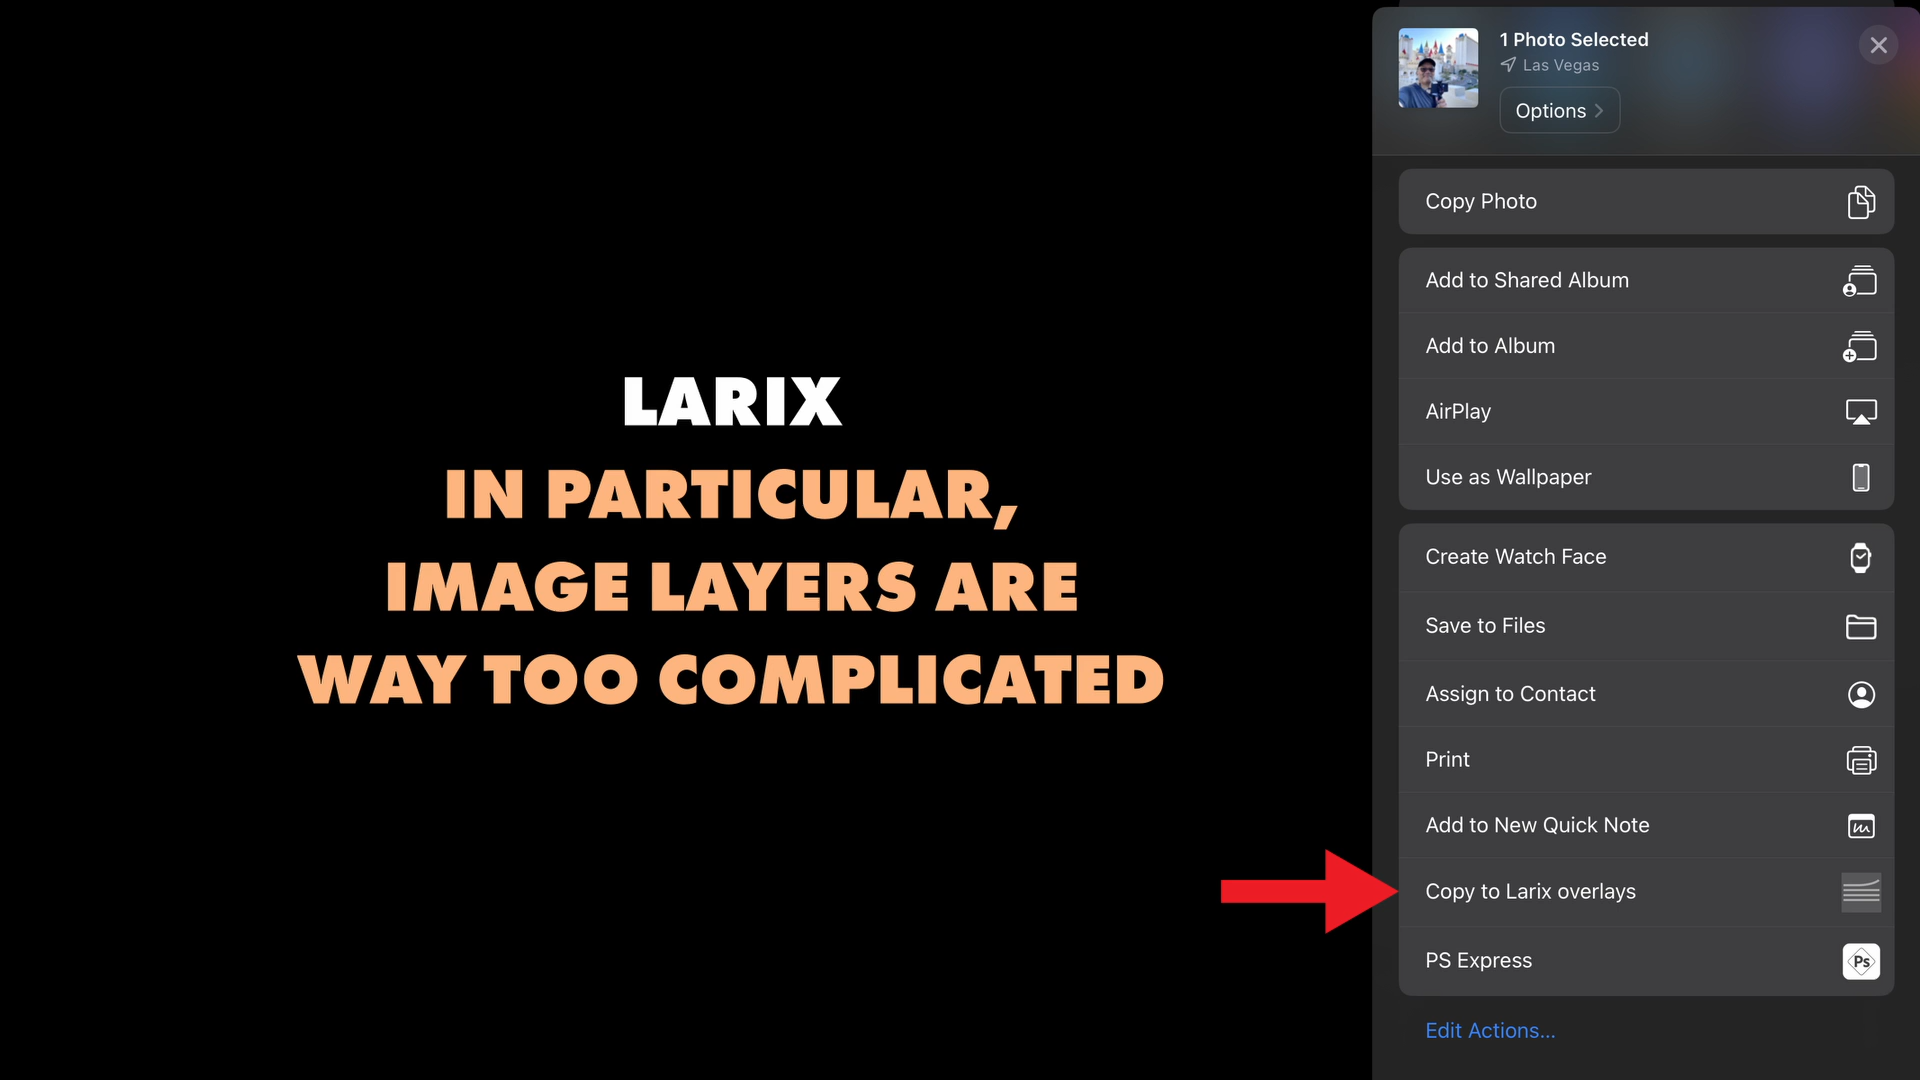 LARIX
IN PARTICULAR,
IMAGE LAYERS ARE
WAY TOO COMPLICATED
1 Photo Selected
Las Vegas
Options
Copy Photo
Add to Shared Album
Add to Album
AirPlay
Use as Wallpaper
Create Watch Face
Save to Files
Assign to Contact
Print
Add to New Quick Note
Copy to Larix overlays
PS Express
Ps
Edit Actions...